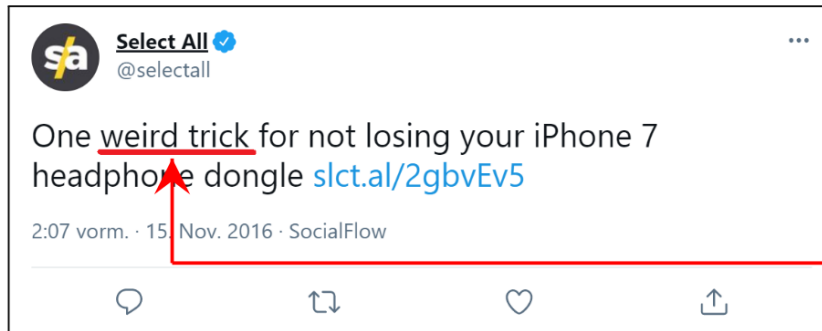 s/a
Select All
@selectall
One weird trick for not losing your iPhone 7
headphone dongle slct.al/2gbvEv5
2:07 vorm. · 15. Nov. 2016 · SocialFlow